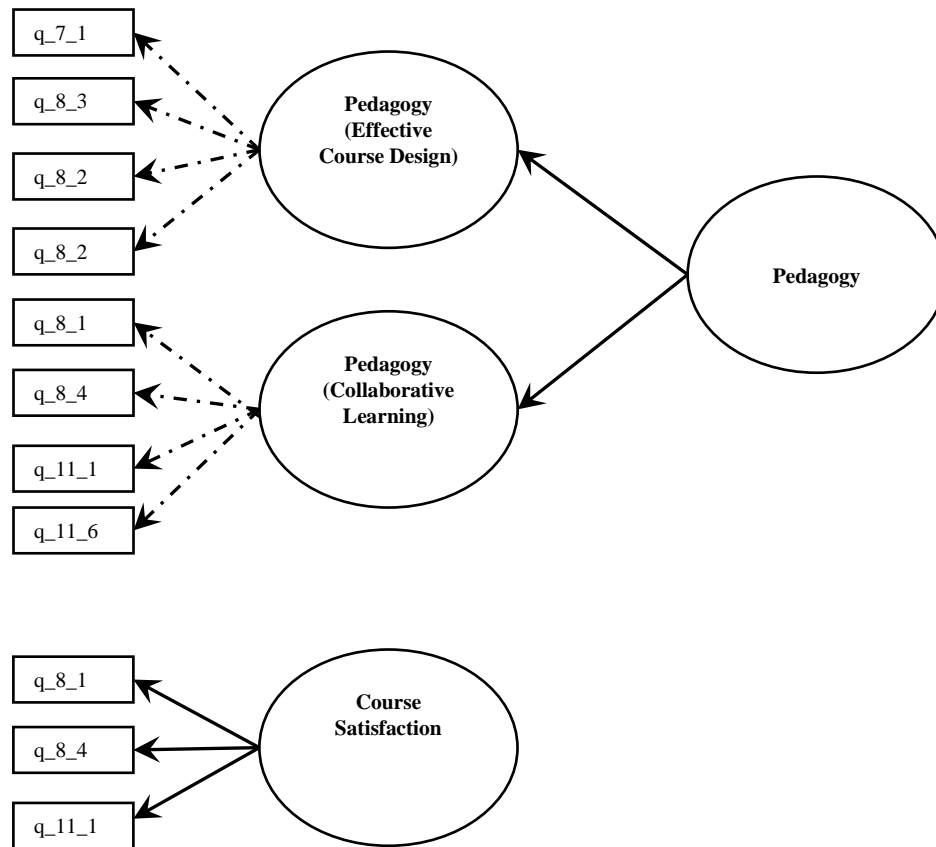 q_7_1
q_8_3
q_8_2
q_8_2
Pedagogy
(Effective
Course Design)
Pedagogy
q_8_1
q_8_4
q_11_1
q_11_6
Pedagogy
(Collaborative
Learning)
q_8_1
q_8_4
q_11_1
Course
Satisfaction